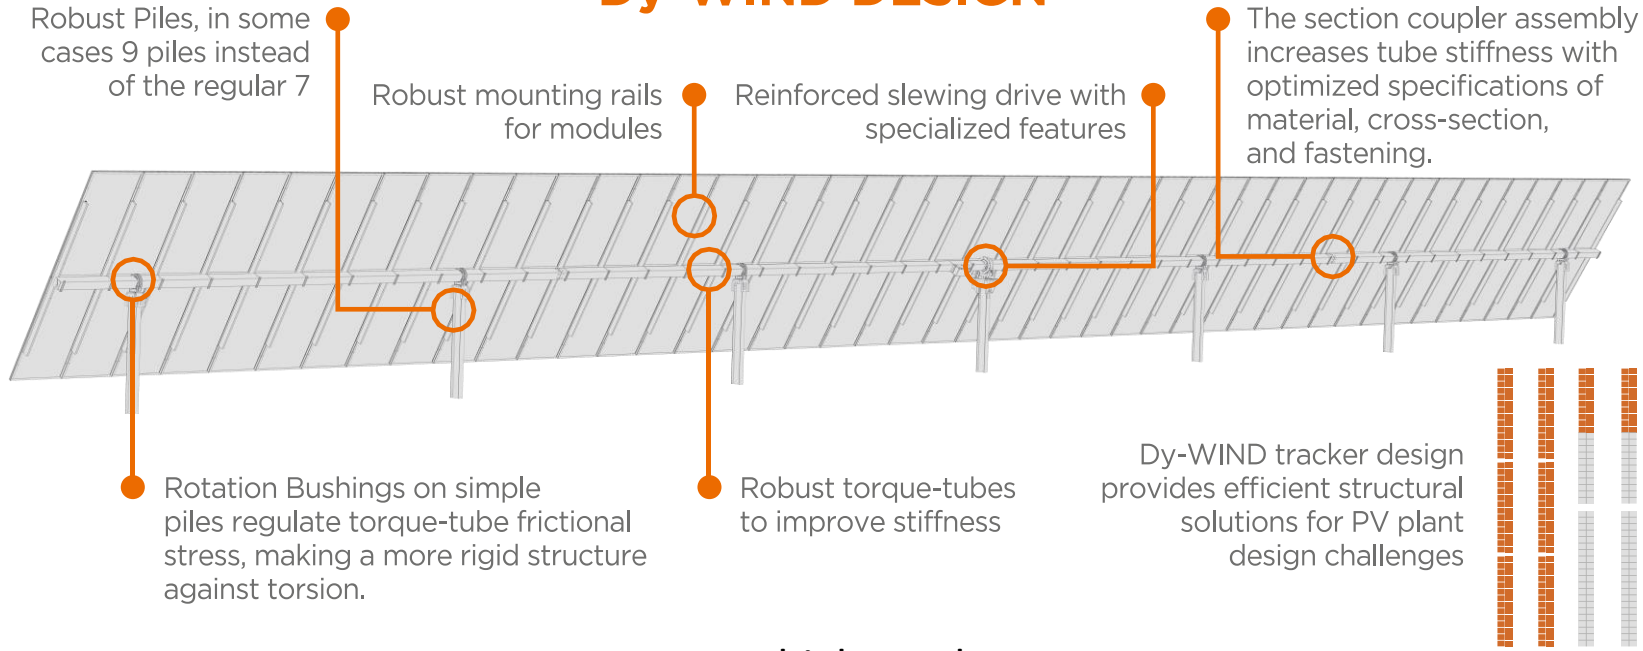 Dy-WIND DESIGN
Robust Piles, in some
cases 9 piles instead
of the regular 7
Robust mounting rails
for modules
Reinforced slewing drive with
specialized features
The section coupler assembly
increases tube stiffness with
optimized specifications of
material, cross-section,
and fastening.
Rotation Bushings on simple
piles regulate torque-tube frictional
stress, making a more rigid structure
against torsion.
Robust torque-tubes
to improve stiffness
Dy-WIND tracker design
provides efficient structural
solutions for PV plant
design challenges